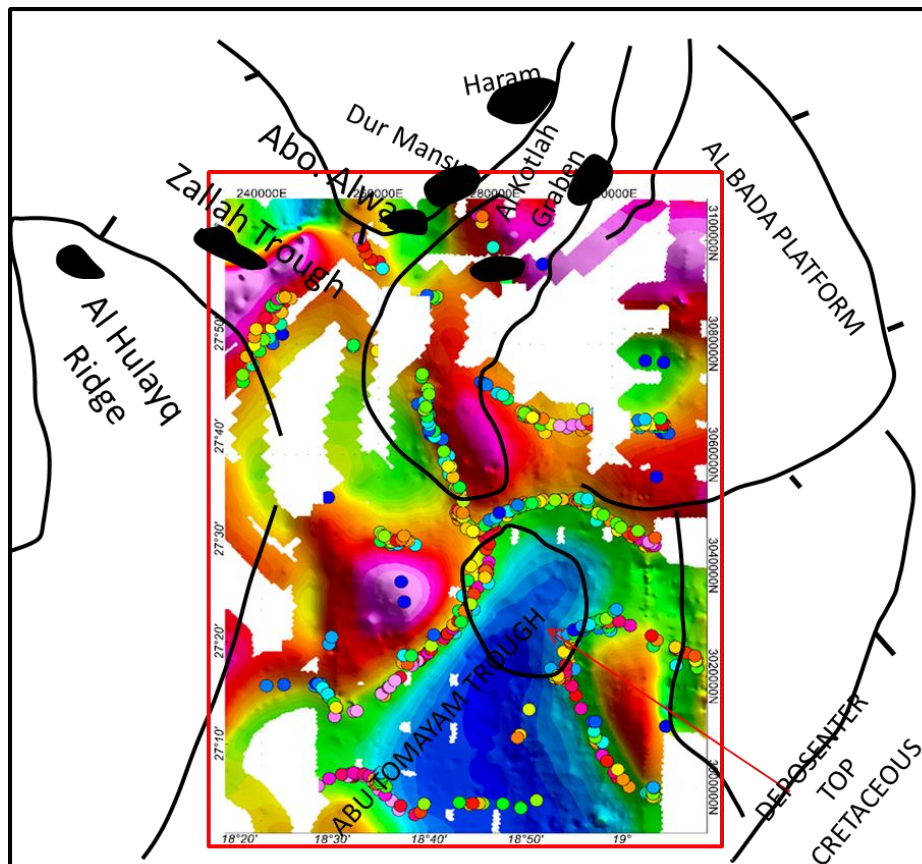 Haram
Dur Mansu
Abo. Alwa
Al Kotlah
Graben
Zallah Trough
AL BADA PLATFORM
Al Hulayq
Ridge
240000E
280000E
3100000N
3080000N
3060000N
3040000N
3020000N
3000000N
27°50'
27°40'
27°30'
27°20'
27°10'
ABU TOMAYAM TROUGH
DEPOSENTER
TOP
CRETACEOUS
18°20'
18°30'
18°40'
18°50'
19°